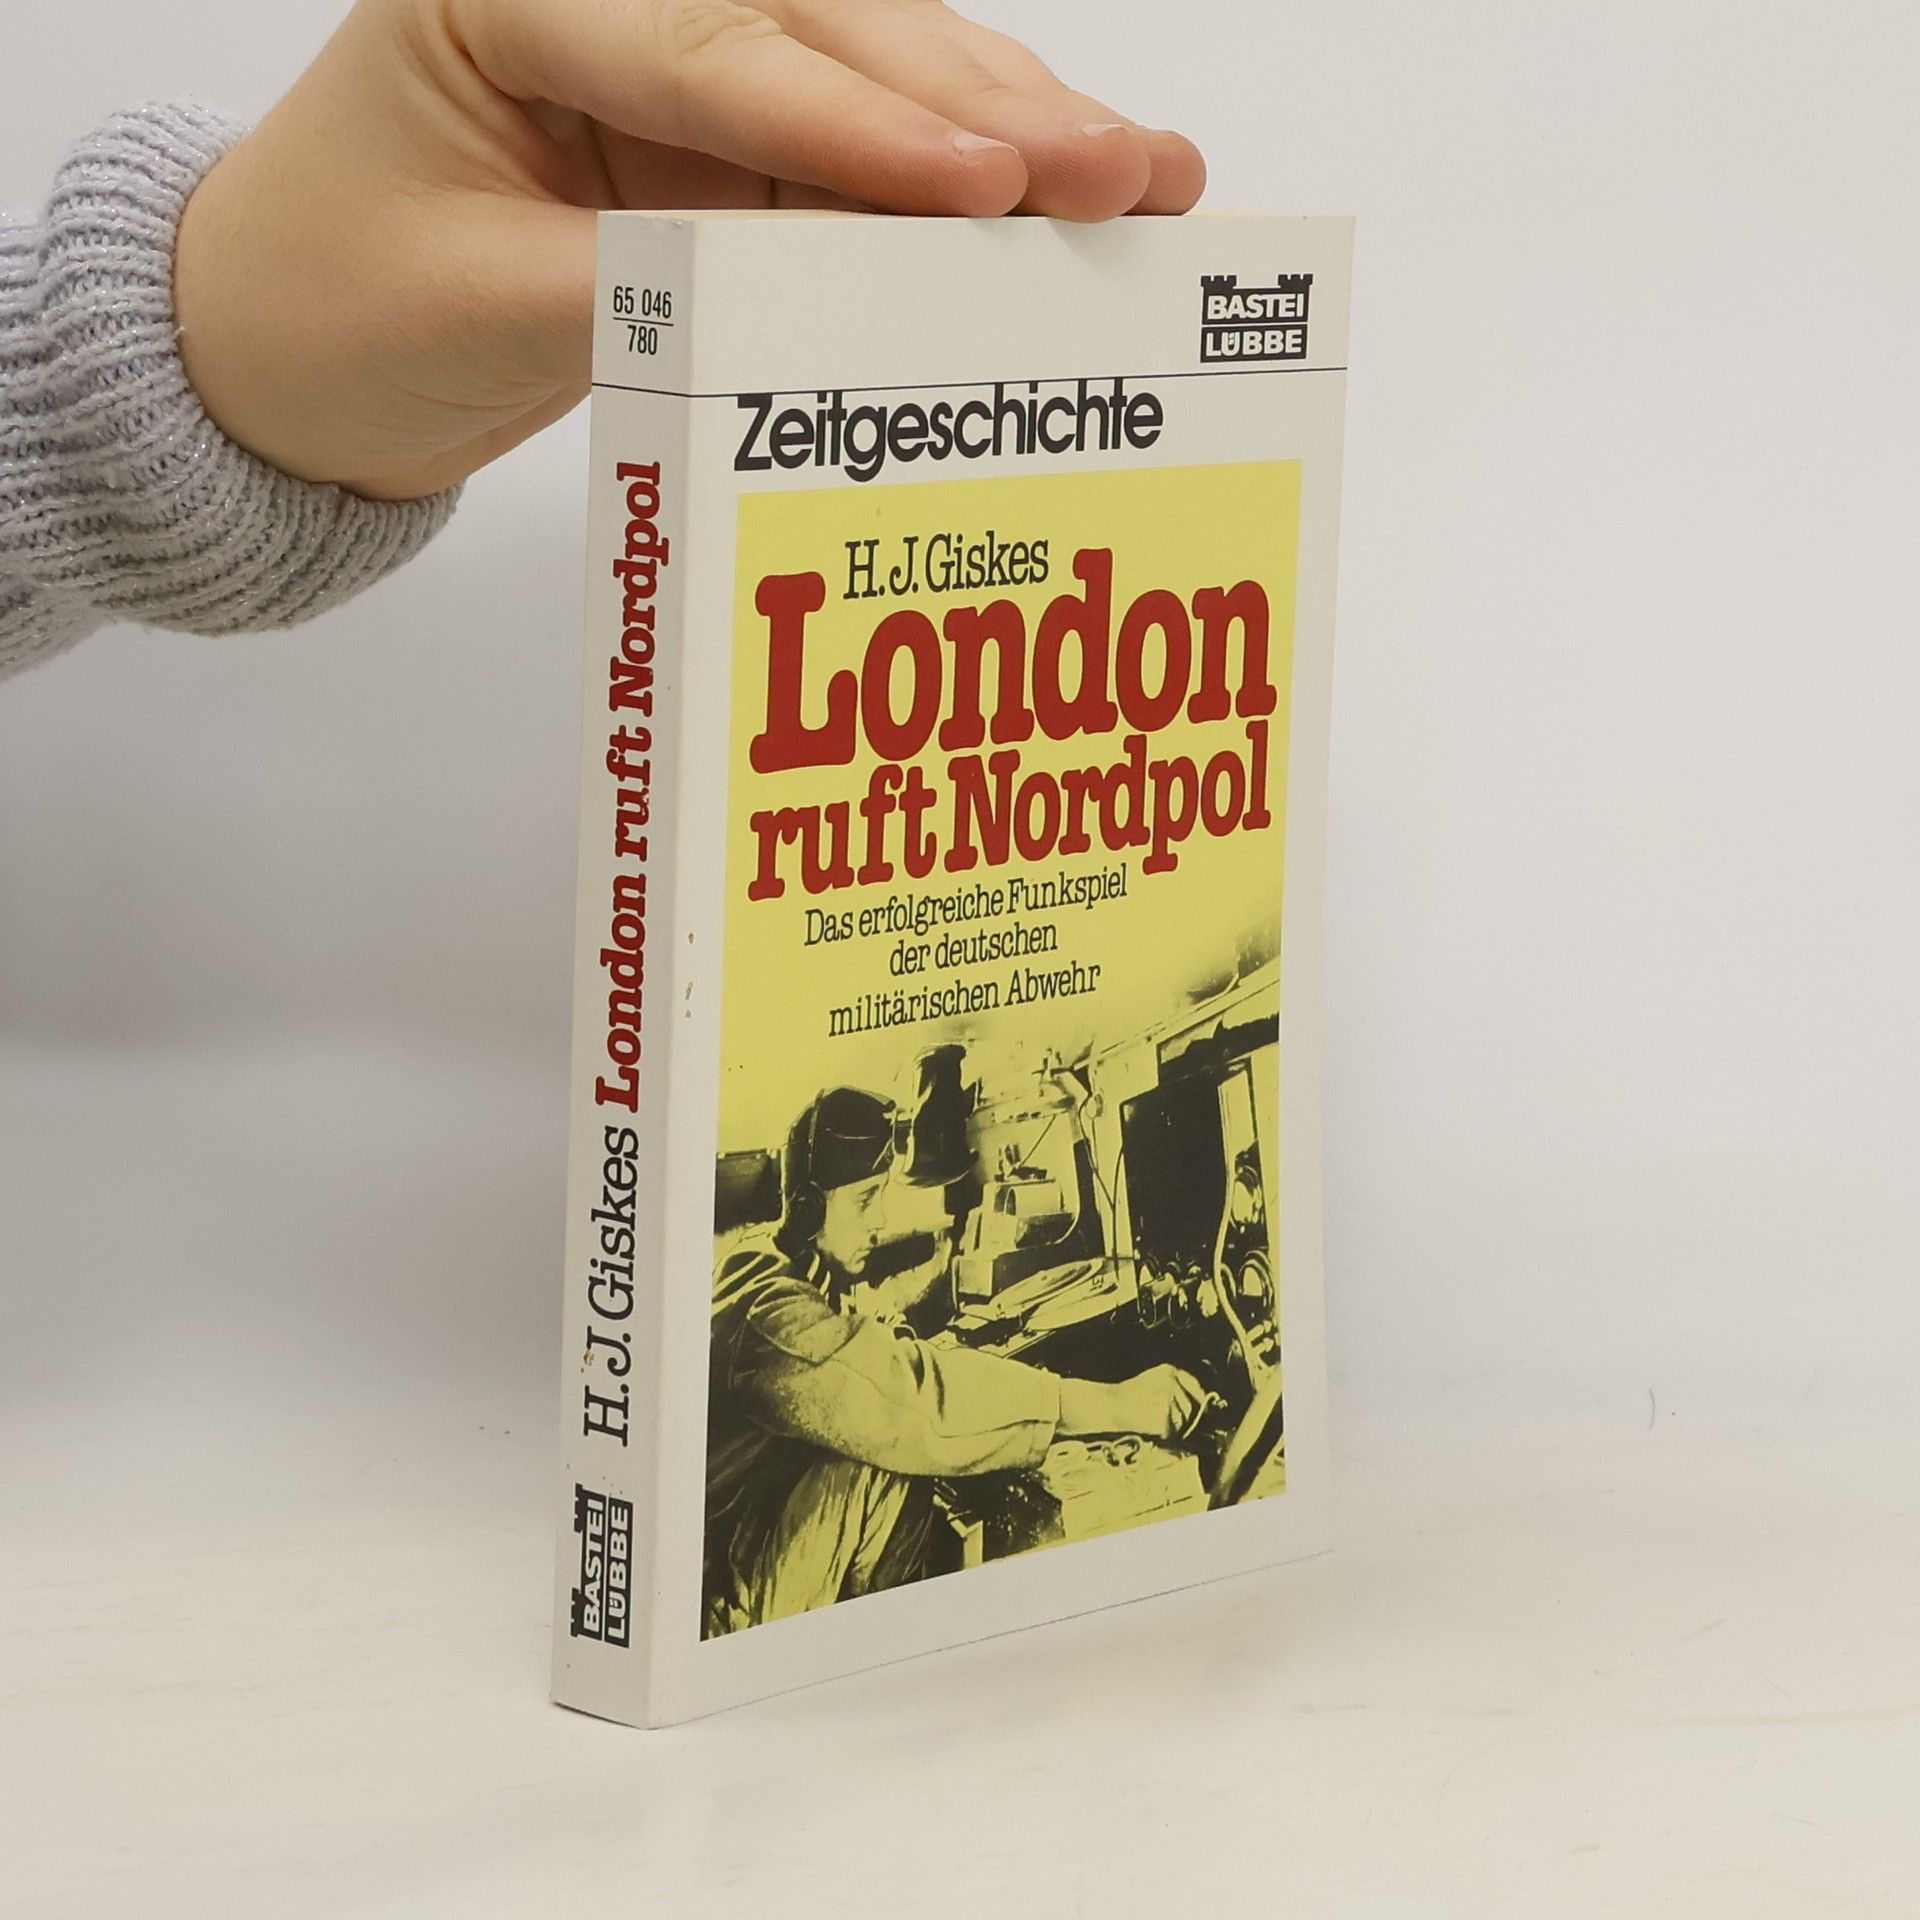 65 046
780
H.J. Giskes London ruft Nordpol
BASTEI
LÜBBE
BASTEI
LÜBBE
Zeitgeschichte
H.J. Giskes
London
ruft Nordpol
Das erfolgreiche Funkspiel
der deutschen
militärischen Abwehr